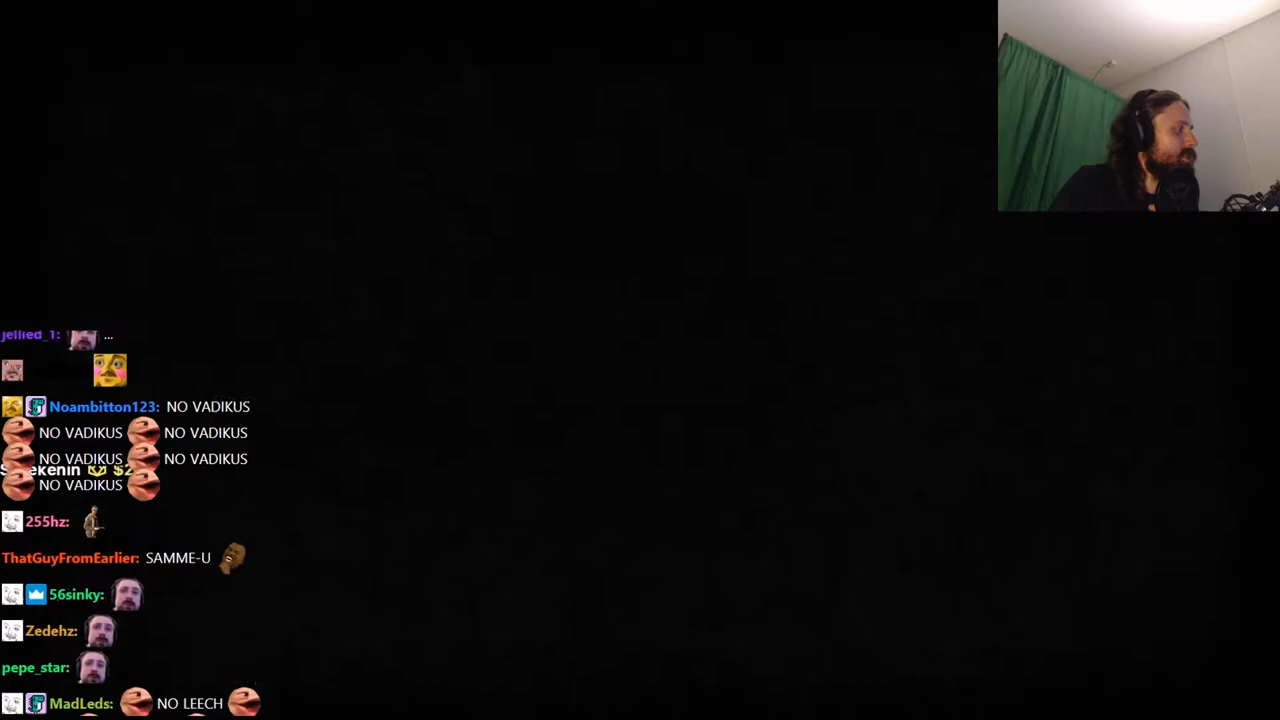 jellied_1: ...
Noambitton123: NO VADIKUS
NO VADIKUS NO VADIKUS
NO VADIKUS NO VADIKUS
NO VADIKUS
255hz:
ThatGuyFromEarlier: SAMME-U
56sinky:
Zedehz:
pepe_star:
MadLeds: NO LEECH